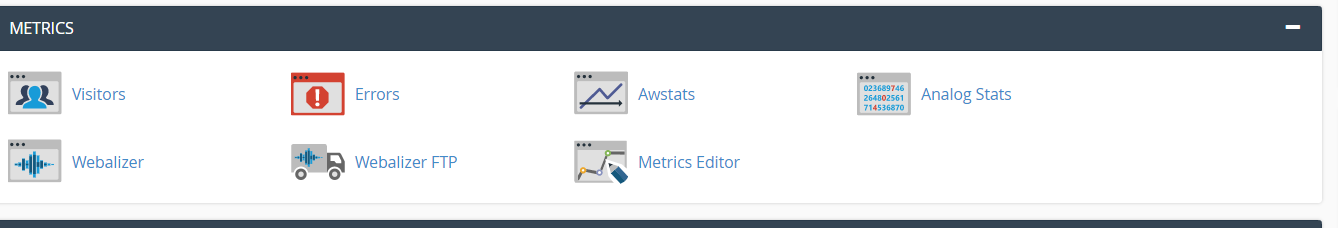 METRICS
Visitors
Errors
Awstats
023689746
264802561
714536870
Analog Stats
Webalizer
Webalizer FTP
Metrics Editor